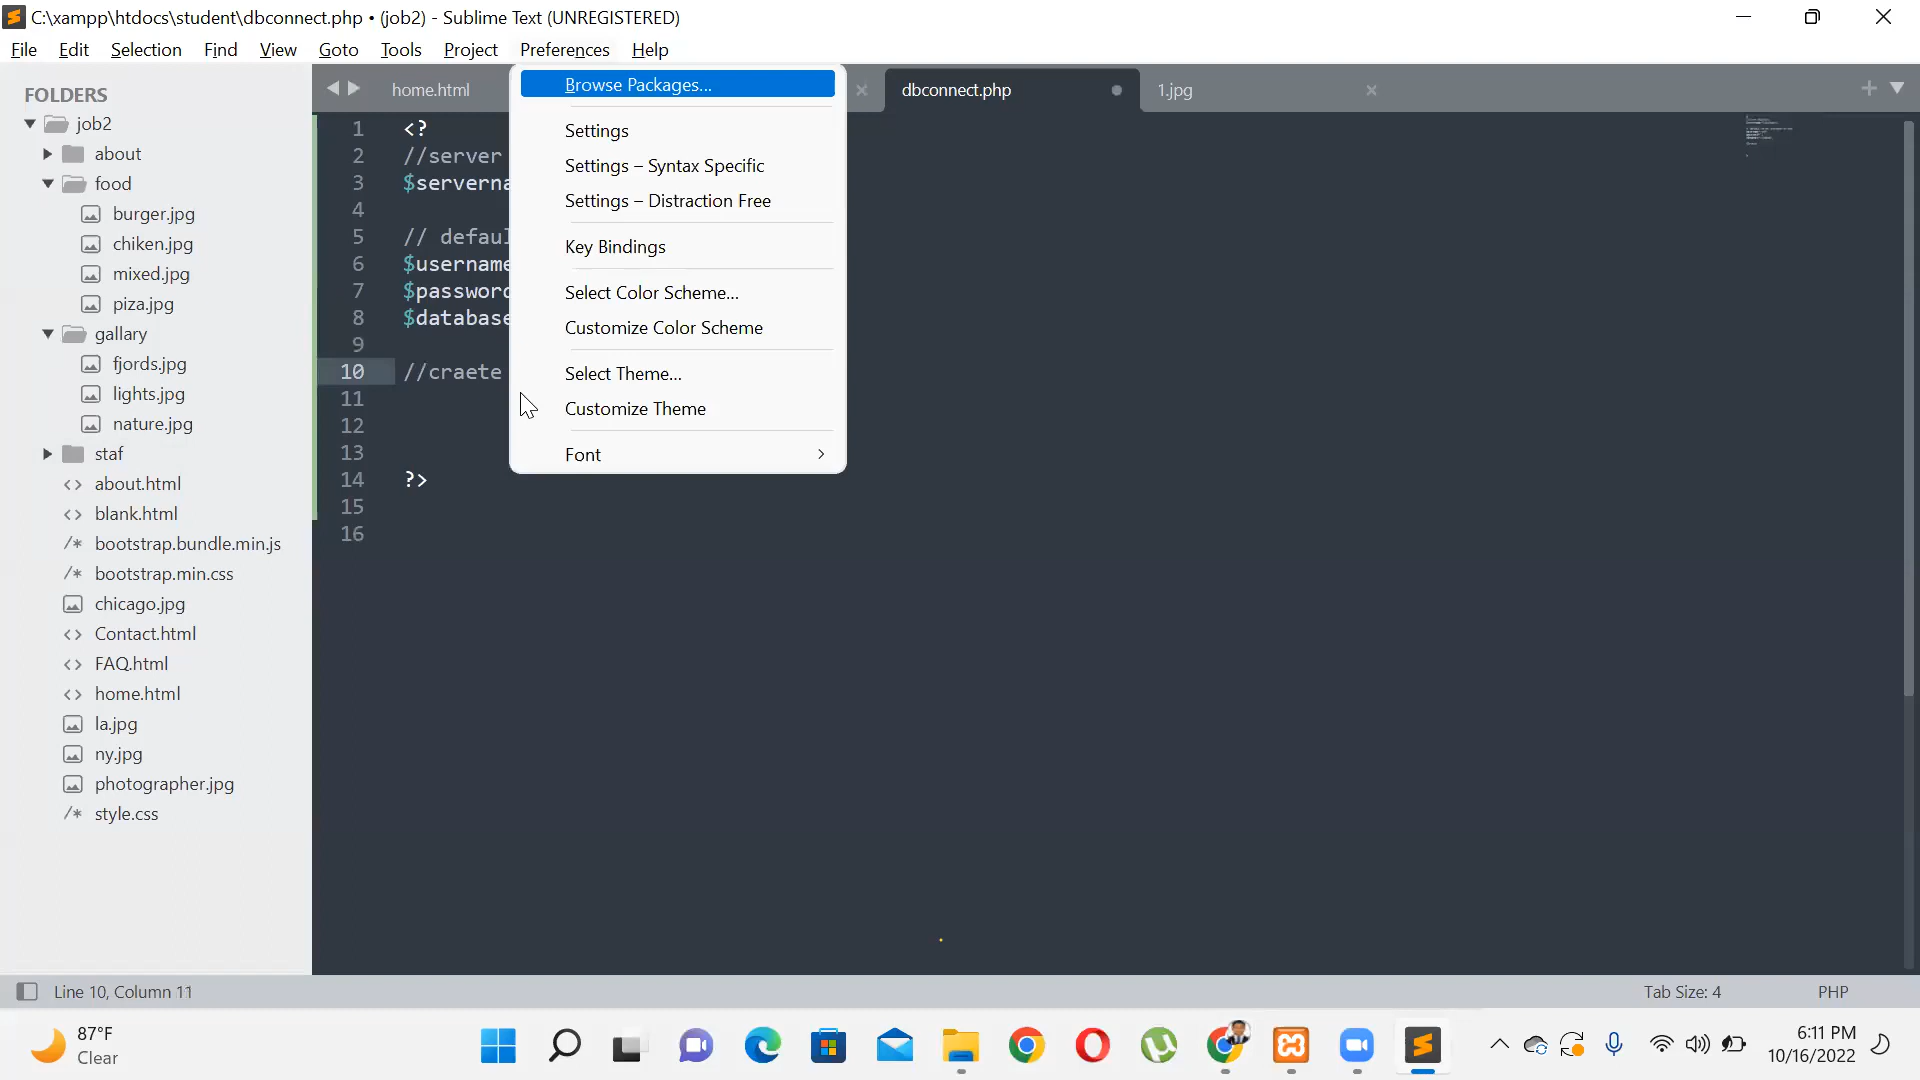 C:\xampp\htdocs\student\dbconnect.php • (job2) - Sublime Text (UNREGISTERED)
File Edit Selection Find View Goto Tools Project Preferences Help
FOLDERS
job2
about
food
burger.jpg
chiken.jpg
mixed.jpg
piza.jpg
gallary
fjords.jpg
lights.jpg
nature.jpg
staf
about.html
blank.html
bootstrap.bundle.min.js
bootstrap.min.css
chicago.jpg
Contact.html
FAQ.html
home.html
la.jpg
ny.jpg
photographer.jpg
style.css
home.html
dbconnect.php
1.jpg
1 <?
2 //server
3 $serverna
4
5 // defaul
6 $username
7 $password
8 $database
9
10 //craete
11
12
13
14 ?>
15
16
Browse Packages...
Settings
Settings – Syntax Specific
Settings – Distraction Free
Key Bindings
Select Color Scheme...
Customize Color Scheme
Select Theme...
Customize Theme
Font
Line 10, Column 11
Tab Size: 4
PHP
87°F
Clear
6:11 PM
10/16/2022